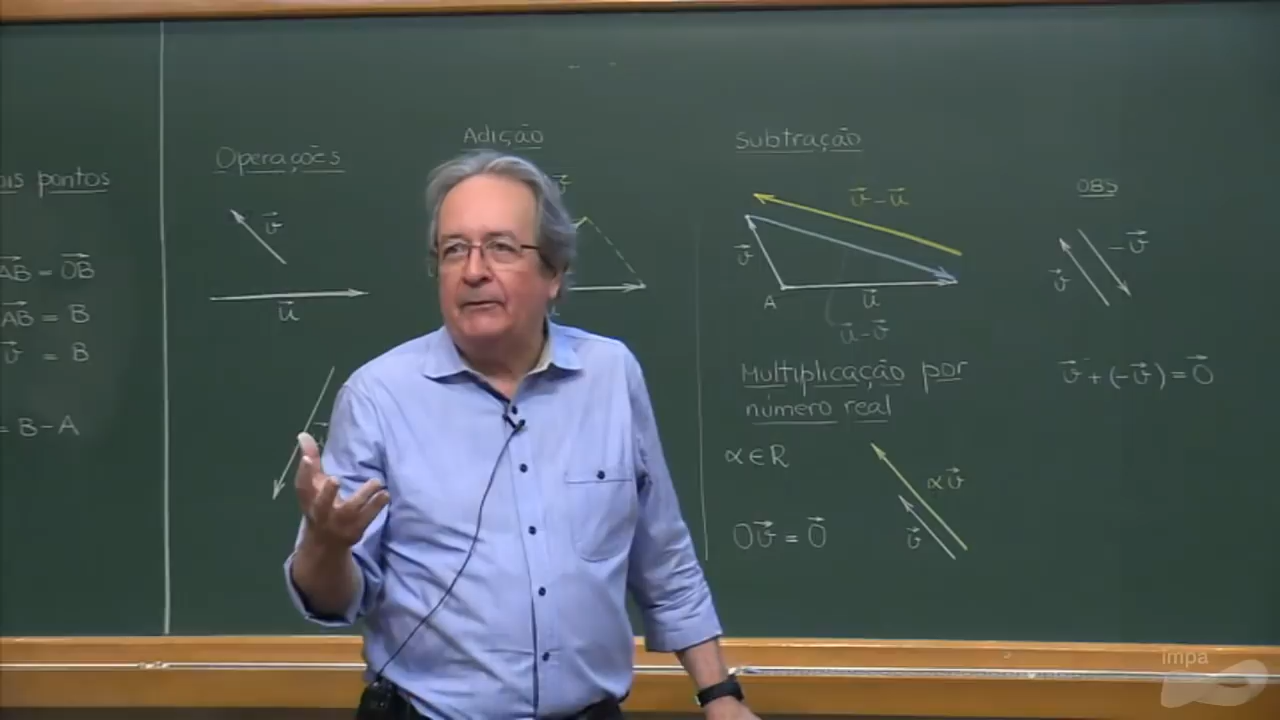 ois pontos
AB = OB
AB = B
v⃗ = B
= B-A
Operações
v⃗
u⃗
Adição
v⃗
Subtração
v⃗-u⃗
v⃗
A
u⃗
u⃗-v⃗
Multiplicação por
número real
α∈R
αv⃗
v⃗
0v⃗ = 0⃗
OBS
-v⃗
v⃗
v⃗+(-v⃗)=0⃗
impa